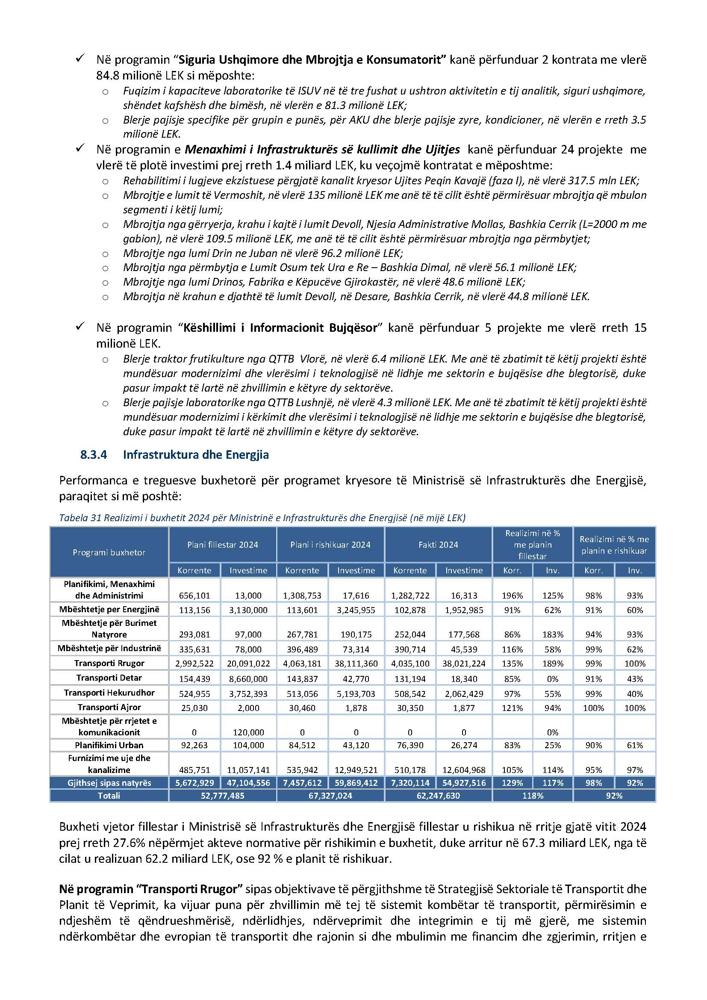 ✓ Në programin “Siguria Ushqimore dhe Mbrojtja e Konsumatorit” kanë përfunduar 2 kontrata me vlerë
84.8 milionë LEK si mëposhte:
o Fuqizim i kapaciteve laboratorike të ISUV në të tre fushat u ushtron aktivitetin e tij analitik, siguri ushqimore,
shëndet kafshësh dhe bimësh, në vlerën e 81.3 milionë LEK;
o Blerje pajisje specifike për grupin e punës, për AKU dhe blerje pajisje zyre, kondicioner, në vlerën e rreth 3.5
milionë LEK.
✓ Në programin e Menaxhimi i Infrastrukturës së kullimit dhe Ujitjes kanë përfunduar 24 projekte me
vlerë të plotë investimi prej rreth 1.4 miliard LEK, ku veçojmë kontratat e mëposhtme:
o Rehabilitimi i lugjeve ekzistuese përgjatë kanalit kryesor Ujites Peqin Kavajë (faza I), në vlerë 317.5 mln LEK;
o Mbrojtje e lumit të Vermoshit, në vlerë 135 milionë LEK me anë të të cilit është përmirësuar mbrojtja që mbulon
segmenti i këtij lumi;
o Mbrojtja nga gërryerja, krahu i kajtë i lumit Devoll, Njesia Administrative Mollas, Bashkia Cerrik (L=2000 m me
gabion), në vlerë 109.5 milionë LEK, me anë të të cilit është përmirësuar mbrojtja nga përmbytjet;
o Mbrojtje nga lumi Drin ne Juban në vlerë 96.2 milionë LEK;
o Mbrojtja nga përmbytja e Lumit Osum tek Ura e Re – Bashkia Dimal, në vlerë 56.1 milionë LEK;
o Mbrojtje nga lumi Drinos, Fabrika e Këpucëve Gjirokastër, në vlerë 48.6 milionë LEK;
o Mbrojtja në krahun e djathtë të lumit Devoll, në Desare, Bashkia Cerrik, në vlerë 44.8 milionë LEK.
✓ Në programin “Këshillimi i Informacionit Bujqësor” kanë përfunduar 5 projekte me vlerë rreth 15
milionë LEK.
o Blerje traktor frutikulture nga QTTB Vlorë, në vlerë 6.4 milionë LEK. Me anë të zbatimit të këtij projekti është
mundësuar modernizimi dhe vlerësimi i teknologjisë në lidhje me sektorin e bujqësise dhe blegtorisë, duke
pasur impakt të lartë në zhvillimin e këtyre dy sektorëve.
o Blerje pajisje laboratorike nga QTTB Lushnjë, në vlerë 4.3 milionë LEK. Me anë të zbatimit të këtij projekti është
mundësuar modernizimi i kërkimit dhe vlerësimi i teknologjisë në lidhje me sektorin e bujqësise dhe blegtorisë,
duke pasur impakt të lartë në zhvillimin e këtyre dy sektorëve.
8.3.4 Infrastruktura dhe Energjia
Performanca e treguesve buxhetorë për programet kryesore të Ministrisë së Infrastrukturës dhe Energjisë,
paraqitet si më poshtë:
Tabela 31 Realizimi i buxhetit 2024 për Ministrinë e Infrastrukturës dhe Energjisë (në mijë LEK)
Programi buxhetor Plani fillestar 2024 Plani i rishikuar 2024 Fakti 2024 Realizimi në % me planin fillestar Realizimi në % me planin e rishikuar
Korrente Investime Korrente Investime Korrente Investime Korr. Inv. Korr. Inv.
Planifikimi, Menaxhimi
dhe Administrimi 656,101 13,000 1,308,753 17,616 1,282,722 16,313 196% 125% 98% 93%
Mbështetje per Energjinë 113,156 3,130,000 113,601 3,245,955 102,878 1,952,985 91% 62% 91% 60%
Mbështetje për Burimet
Natyrore 293,081 97,000 267,781 190,175 252,044 177,568 86% 183% 94% 93%
Mbështetje për Industrinë 335,631 78,000 396,489 73,314 390,714 45,539 116% 58% 99% 62%
Transporti Rrugor 2,992,522 20,091,022 4,063,181 38,111,360 4,035,100 38,021,224 135% 189% 99% 100%
Transporti Detar 154,439 8,660,000 143,837 42,770 131,194 18,340 85% 0% 91% 43%
Transporti Hekurudhor 524,955 3,752,393 513,056 5,193,703 508,542 2,062,429 97% 55% 99% 40%
Transporti Ajror 25,030 2,000 30,460 1,878 30,350 1,877 121% 94% 100% 100%
Mbështetje për rrjetet e
komunikacionit 0 120,000 0 0 0 0 0%
Planifikimi Urban 92,263 104,000 84,512 43,120 76,390 26,274 83% 25% 90% 61%
Furnizimi me uje dhe
kanalizime 485,751 11,057,141 535,942 12,949,521 510,178 12,604,968 105% 114% 95% 97%
Gjithsej sipas natyrës 5,672,929 47,104,556 7,457,612 59,869,412 7,320,114 54,927,516 129% 117% 98% 92%
Totali 52,777,485 67,327,024 62,247,630 118% 92%
Buxheti vjetor fillestar i Ministrisë së Infrastrukturës dhe Energjisë fillestar u rishikua në rritje gjatë vitit 2024
prej rreth 27.6% nëpërmjet akteve normative për rishikimin e buxhetit, duke arritur në 67.3 miliard LEK, nga të
cilat u realizuan 62.2 miliard LEK, ose 92 % e planit të rishikuar.
Në programin “Transporti Rrugor” sipas objektivave të përgjithshme të Strategjisë Sektoriale të Transportit dhe
Planit të Veprimit, ka vijuar puna për zhvillimin më tej të sistemit kombëtar të transportit, përmirësimin e
ndjeshëm të qëndrueshmërisë, ndërlidhjes, ndërveprimit dhe integrimin e tij më gjerë, me sistemin
ndërkombëtar dhe evropian të transportit dhe rajonin si dhe mbulimin me financim dhe zgjerimin, rritjen e